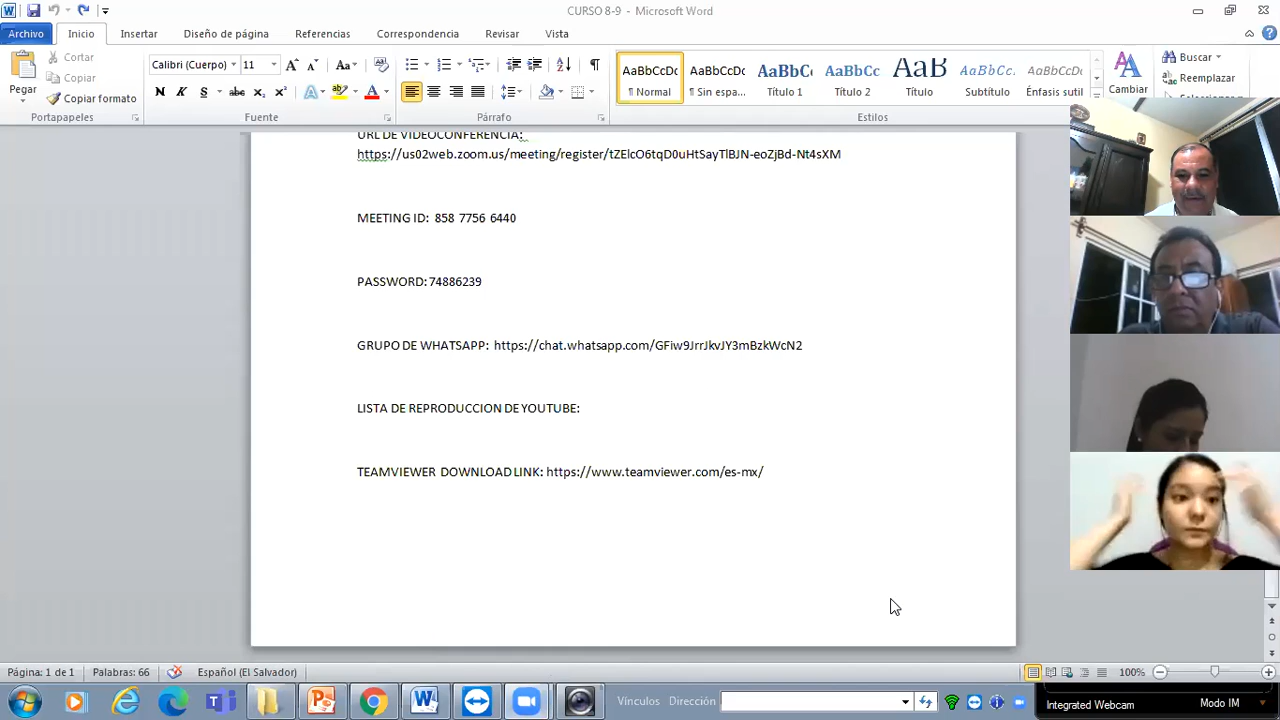 CURSO 8-9 - Microsoft Word
Archivo Inicio Insertar Diseño de página Referencias Correspondencia Revisar Vista
Cortar
Copiar
Copiar formato
Pegar
Portapapeles
Calibri (Cuerpo) 11
Fuente
Párrafo
AaBbCcDc AaBbCcDc AaBbC AaBbCc AaB AaBbCcL AaBbCcDc
¶ Normal ¶ Sin espa... Título 1 Título 2 Título Subtítulo Énfasis sutil
Cambiar
Estilos
Buscar
Reemplazar
URL DE VIDEOCONFERENCIA:
https://us02web.zoom.us/meeting/register/tZElcO6tqD0uHtSayTlBJN-eoZjBd-Nt4sXM
MEETING ID: 858 7756 6440
PASSWORD: 74886239
GRUPO DE WHATSAPP: https://chat.whatsapp.com/GFiw9JrrJkvJY3mBzkWcN2
LISTA DE REPRODUCCION DE YOUTUBE:
TEAMVIEWER DOWNLOAD LINK: https://www.teamviewer.com/es-mx/
Página: 1 de 1 Palabras: 66 Español (El Salvador) 100%
Vínculos Dirección
Integrated Webcam Modo IM